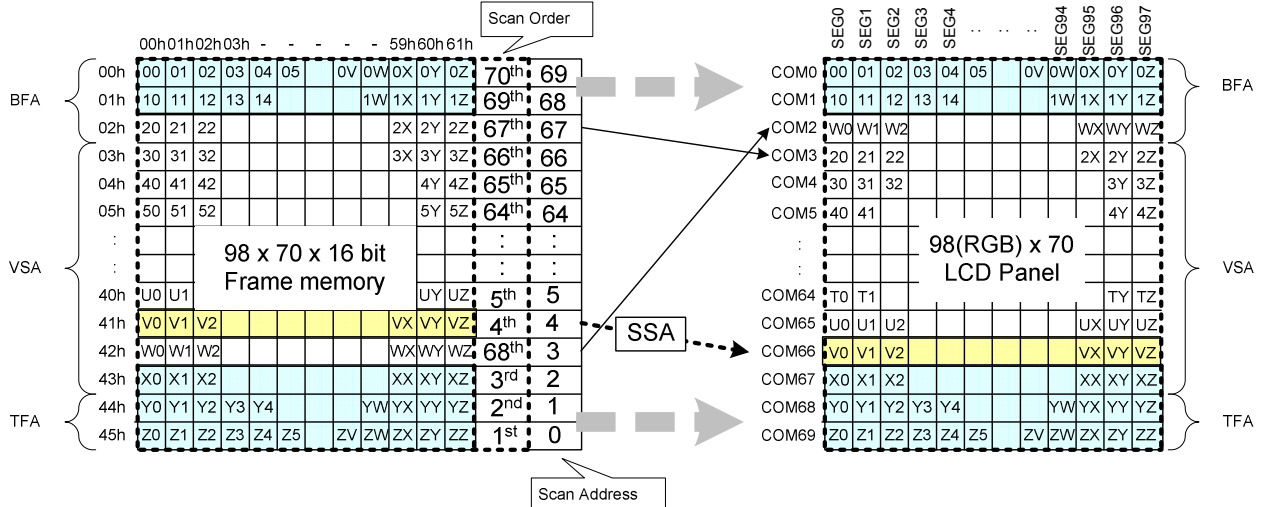 Scan Order
SEG0 SEG1 SEG2 SEG3 SEG4 : : : SEG94 SEG95 SEG96 SEG97
00h 01h 02h 03h - - - - - 59h 60h 61h
00h 00 01 02 03 04 05 0V 0W 0X 0Y 0Z 70th 69 COM0 00 01 02 03 04 05 0V 0W 0X 0Y 0Z
BFA 01h 10 11 12 13 14 1W 1X 1Y 1Z 69th 68 COM1 10 11 12 13 14 1W 1X 1Y 1Z BFA
02h 20 21 22 2X 2Y 2Z 67th 67 COM2 W0 W1 W2 WX WY WZ
03h 30 31 32 3X 3Y 3Z 66th 66 COM3 20 21 22 2X 2Y 2Z
04h 40 41 42 4Y 4Z 65th 65 COM4 30 31 32 3Y 3Z
05h 50 51 52 5Y 5Z 64th 64 COM5 40 41 4Y 4Z
: 98 x 70 x 16 bit : : : 98(RGB) x 70
VSA : Frame memory : : : LCD Panel VSA
40h U0 U1 UY UZ 5th 5 COM64 T0 T1 TY TZ
41h V0 V1 V2 VX VY VZ 4th 4 SSA COM65 U0 U1 U2 UX UY UZ
42h W0 W1 W2 WX WY WZ 68th 3 COM66 V0 V1 V2 VX VY VZ
43h X0 X1 X2 XX XY XZ 3rd 2 COM67 X0 X1 X2 XX XY XZ
TFA 44h Y0 Y1 Y2 Y3 Y4 YW YX YY YZ 2nd 1 COM68 Y0 Y1 Y2 Y3 Y4 YW YX YY YZ TFA
45h Z0 Z1 Z2 Z3 Z4 Z5 ZV ZW ZX ZY ZZ 1st 0 COM69 Z0 Z1 Z2 Z3 Z4 Z5 ZV ZW ZX ZY ZZ
Scan Address